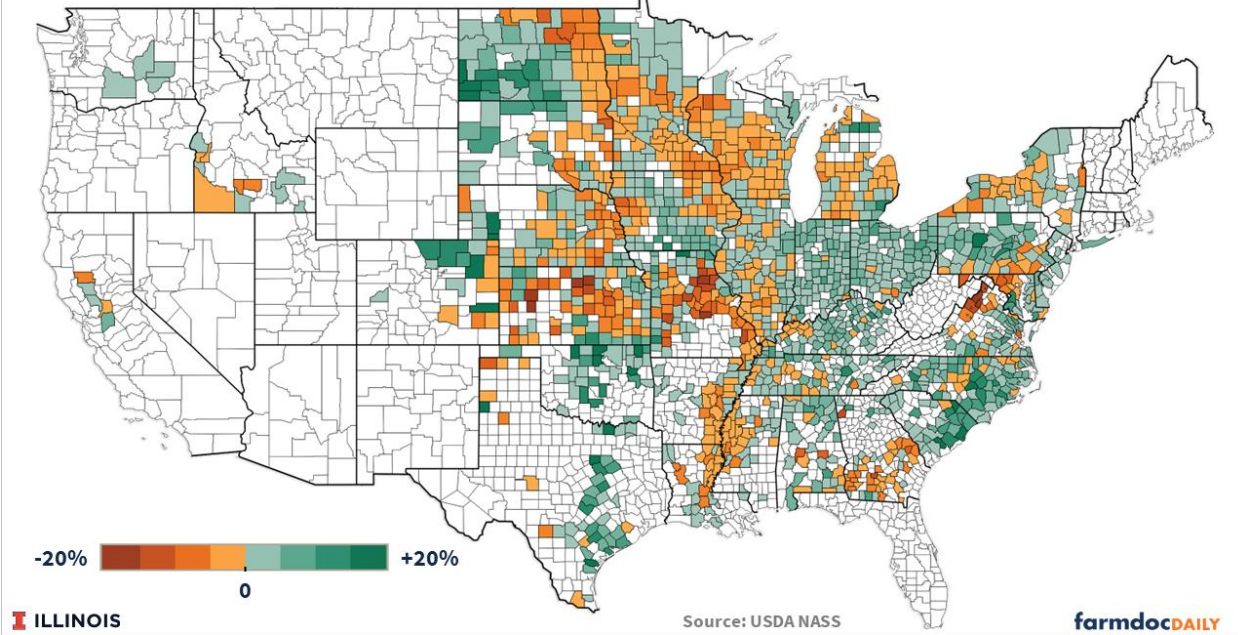 -20%
+20%
0
I ILLINOIS
Source: USDA NASS
farmdocDAILY